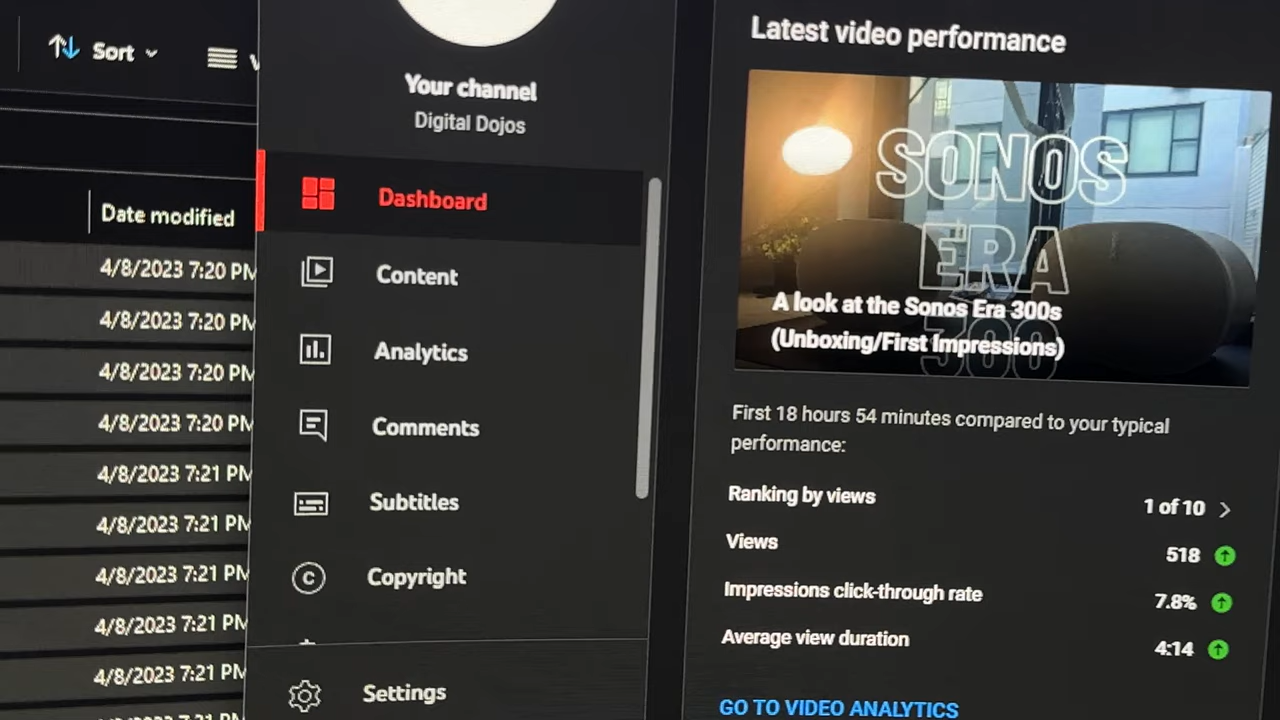 Sort
Date modified
4/8/2023 7:20 PM
4/8/2023 7:20 PM
4/8/2023 7:20 PM
4/8/2023 7:20 PM
4/8/2023 7:21 PM
4/8/2023 7:21 PM
4/8/2023 7:21 PM
4/8/2023 7:21 PM
4/8/2023 7:21 PM
Your channel
Digital Dojos
Dashboard
Content
Analytics
Comments
Subtitles
Copyright
Settings
Latest video performance
SONOS
ERA
300
A look at the Sonos Era 300s
(Unboxing/First Impressions)
First 18 hours 54 minutes compared to your typical
performance:
Ranking by views 1 of 10
Views 518
Impressions click-through rate 7.8%
Average view duration 4:14
GO TO VIDEO ANALYTICS